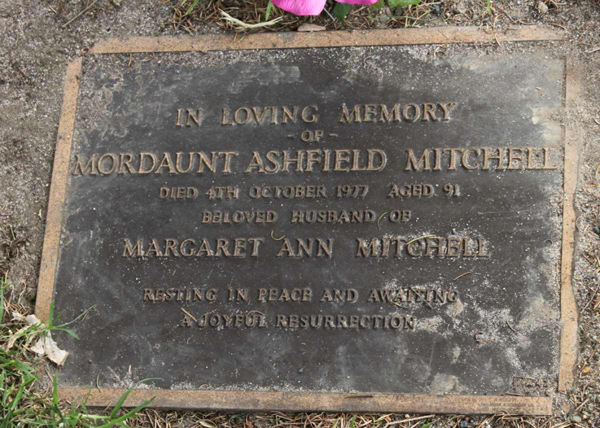 IN LOVING MEMORY
- OF -
MORDAUNT ASHFIELD MITCHELL
DIED 4TH OCTOBER 1977 AGED 91
BELOVED HUSBAND OF
MARGARET ANN MITCHELL
RESTING IN PEACE AND AWAITING
A JOYFUL RESURRECTION